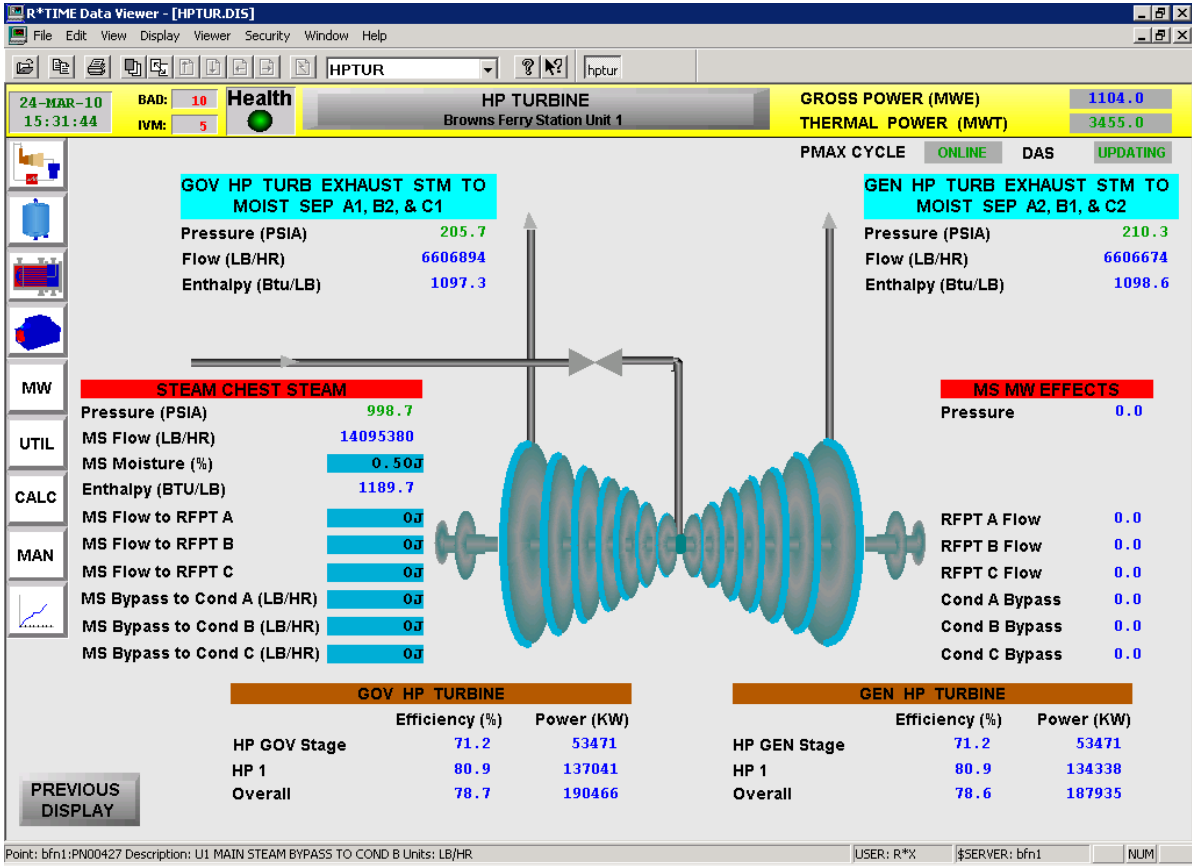 R*TIME Data Viewer - [HPTUR.DIS]
File Edit View Display Viewer Security Window Help
HPTUR hptur
24-MAR-10 15:31:44
BAD: 10
IVM: 5
Health
HP TURBINE
Browns Ferry Station Unit 1
GROSS POWER (MWE) 1104.0
THERMAL POWER (MWT) 3455.0
PMAX CYCLE ONLINE DAS UPDATING
GOV HP TURB EXHAUST STM TO
MOIST SEP A1, B2, & C1
Pressure (PSIA) 205.7
Flow (LB/HR) 6606894
Enthalpy (Btu/LB) 1097.3
GEN HP TURB EXHAUST STM TO
MOIST SEP A2, B1, & C2
Pressure (PSIA) 210.3
Flow (LB/HR) 6606674
Enthalpy (Btu/LB) 1098.6
MW
UTIL
CALC
MAN
STEAM CHEST STEAM
Pressure (PSIA) 998.7
MS Flow (LB/HR) 14095380
MS Moisture (%) 0.50J
Enthalpy (BTU/LB) 1189.7
MS Flow to RFPT A 0J
MS Flow to RFPT B 0J
MS Flow to RFPT C 0J
MS Bypass to Cond A (LB/HR) 0J
MS Bypass to Cond B (LB/HR) 0J
MS Bypass to Cond C (LB/HR) 0J
MS MW EFFECTS
Pressure 0.0
RFPT A Flow 0.0
RFPT B Flow 0.0
RFPT C Flow 0.0
Cond A Bypass 0.0
Cond B Bypass 0.0
Cond C Bypass 0.0
GOV HP TURBINE
Efficiency (%) Power (KW)
HP GOV Stage 71.2 53471
HP 1 80.9 137041
Overall 78.7 190466
GEN HP TURBINE
Efficiency (%) Power (KW)
HP GEN Stage 71.2 53471
HP 1 80.9 134338
Overall 78.6 187935
PREVIOUS
DISPLAY
Point: bfn1:PN00427 Description: U1 MAIN STEAM BYPASS TO COND B Units: LB/HR USER: R*X $SERVER: bfn1 NUM